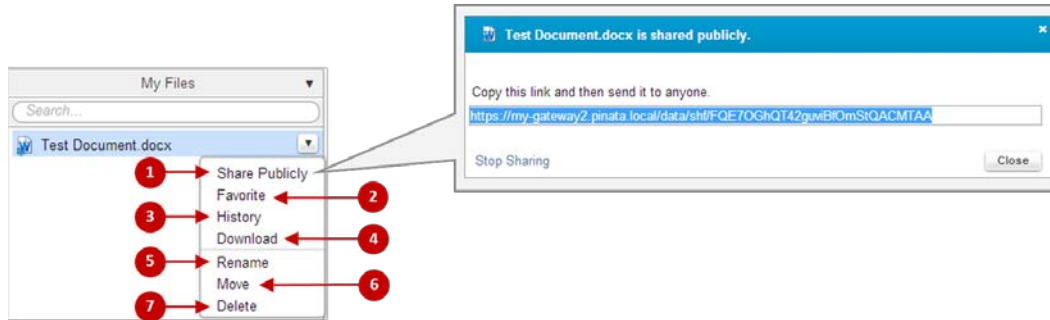 Test Document.docx is shared publicly.
My Files
Search...
Copy this link and then send it to anyone.
https://my-gateway2.pinata.local/data/shf/FQE7OGhQT42guviBfOmStQACMTAA
Test Document.docx
Stop Sharing
Close
1 Share Publicly
Favorite 2
3 History
Download 4
5 Rename
Move 6
7 Delete